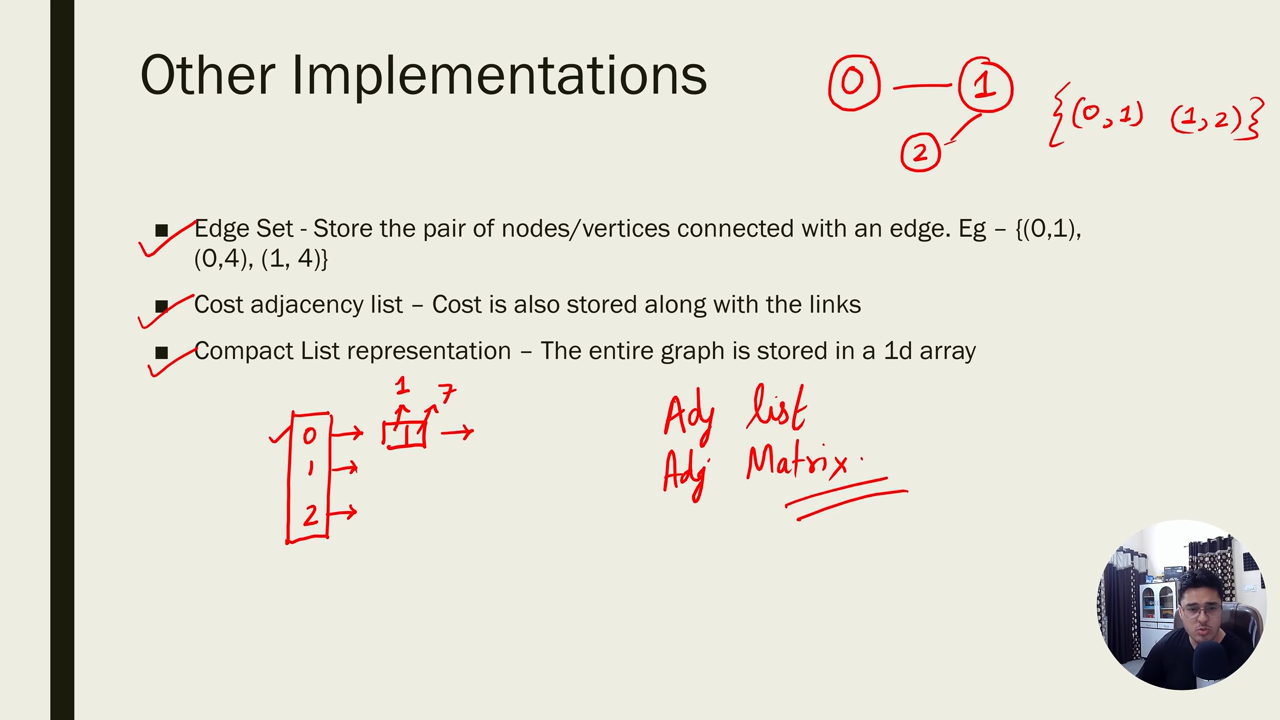 Other Implementations
0 1
2
{(0,1) (1,2)}
■ Edge Set - Store the pair of nodes/vertices connected with an edge. Eg – {(0,1),
(0,4), (1, 4)}
■ Cost adjacency list – Cost is also stored along with the links
■ Compact List representation – The entire graph is stored in a 1d array
1 7
0
1
2
Adj list
Adj Matrix.